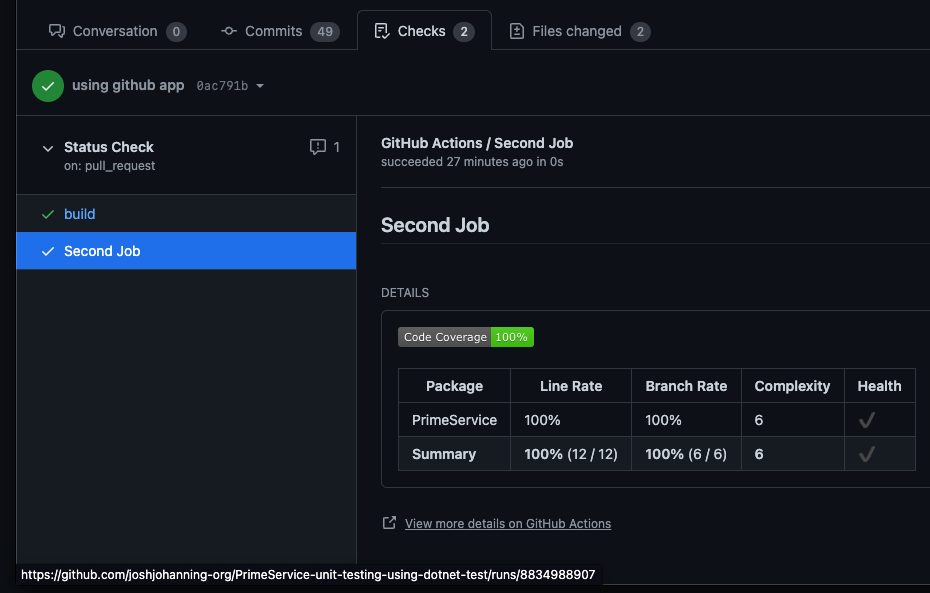 Conversation 0 Commits 49 Checks 2 Files changed 2
using github app 0ac791b
Status Check 1
on: pull_request
build
Second Job
GitHub Actions / Second Job
succeeded 27 minutes ago in 0s
Second Job
DETAILS
Code Coverage 100%
Package Line Rate Branch Rate Complexity Health
PrimeService 100% 100% 6
Summary 100% (12 / 12) 100% (6 / 6) 6
View more details on GitHub Actions
https://github.com/joshjohanning-org/PrimeService-unit-testing-using-dotnet-test/runs/8834988907